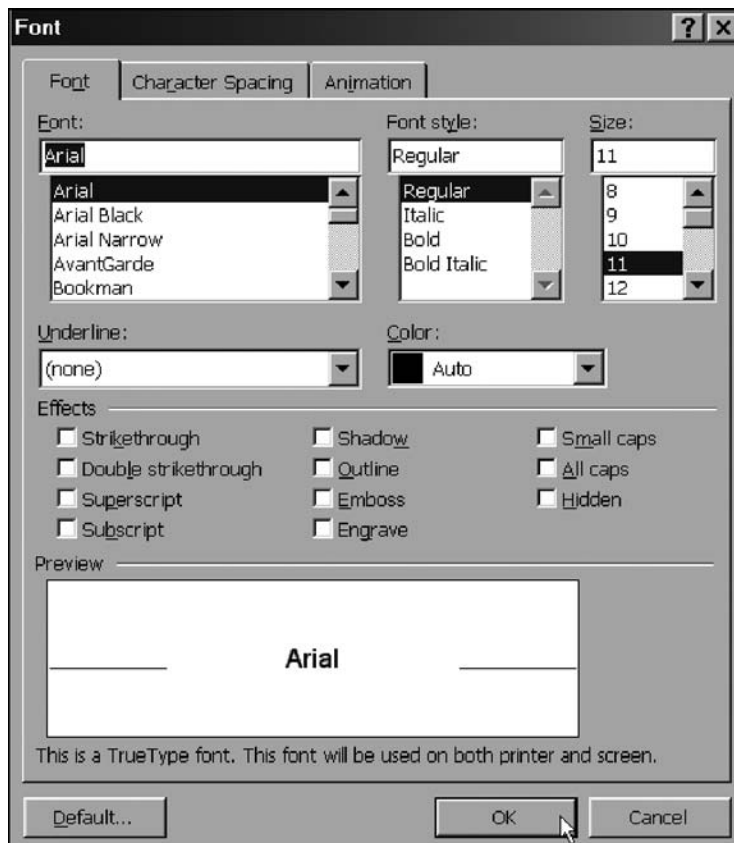 Font
Font Character Spacing Animation
Font: Font style: Size:
Arial Regular 11
Arial Regular 8
Arial Black Italic 9
Arial Narrow Bold 10
AvantGarde Bold Italic 11
Bookman 12
Underline: Color:
(none) Auto
Effects
Strikethrough Shadow Small caps
Double strikethrough Outline All caps
Superscript Emboss Hidden
Subscript Engrave
Preview
Arial
This is a TrueType font. This font will be used on both printer and screen.
Default... OK Cancel